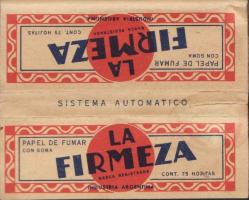 INDUSTRIA ARGENTINA
CONT. 75 HOJITAS
MARCA REGISTRADA
FIRMEZA
PAPEL DE FUMAR
CON GOMA
LA
SISTEMA AUTOMATICO
LA
PAPEL DE FUMAR
CON GOMA
FIRMEZA
MARCA REGISTRADA
CONT. 75 HOJITAS
INDUSTRIA ARGENTINA